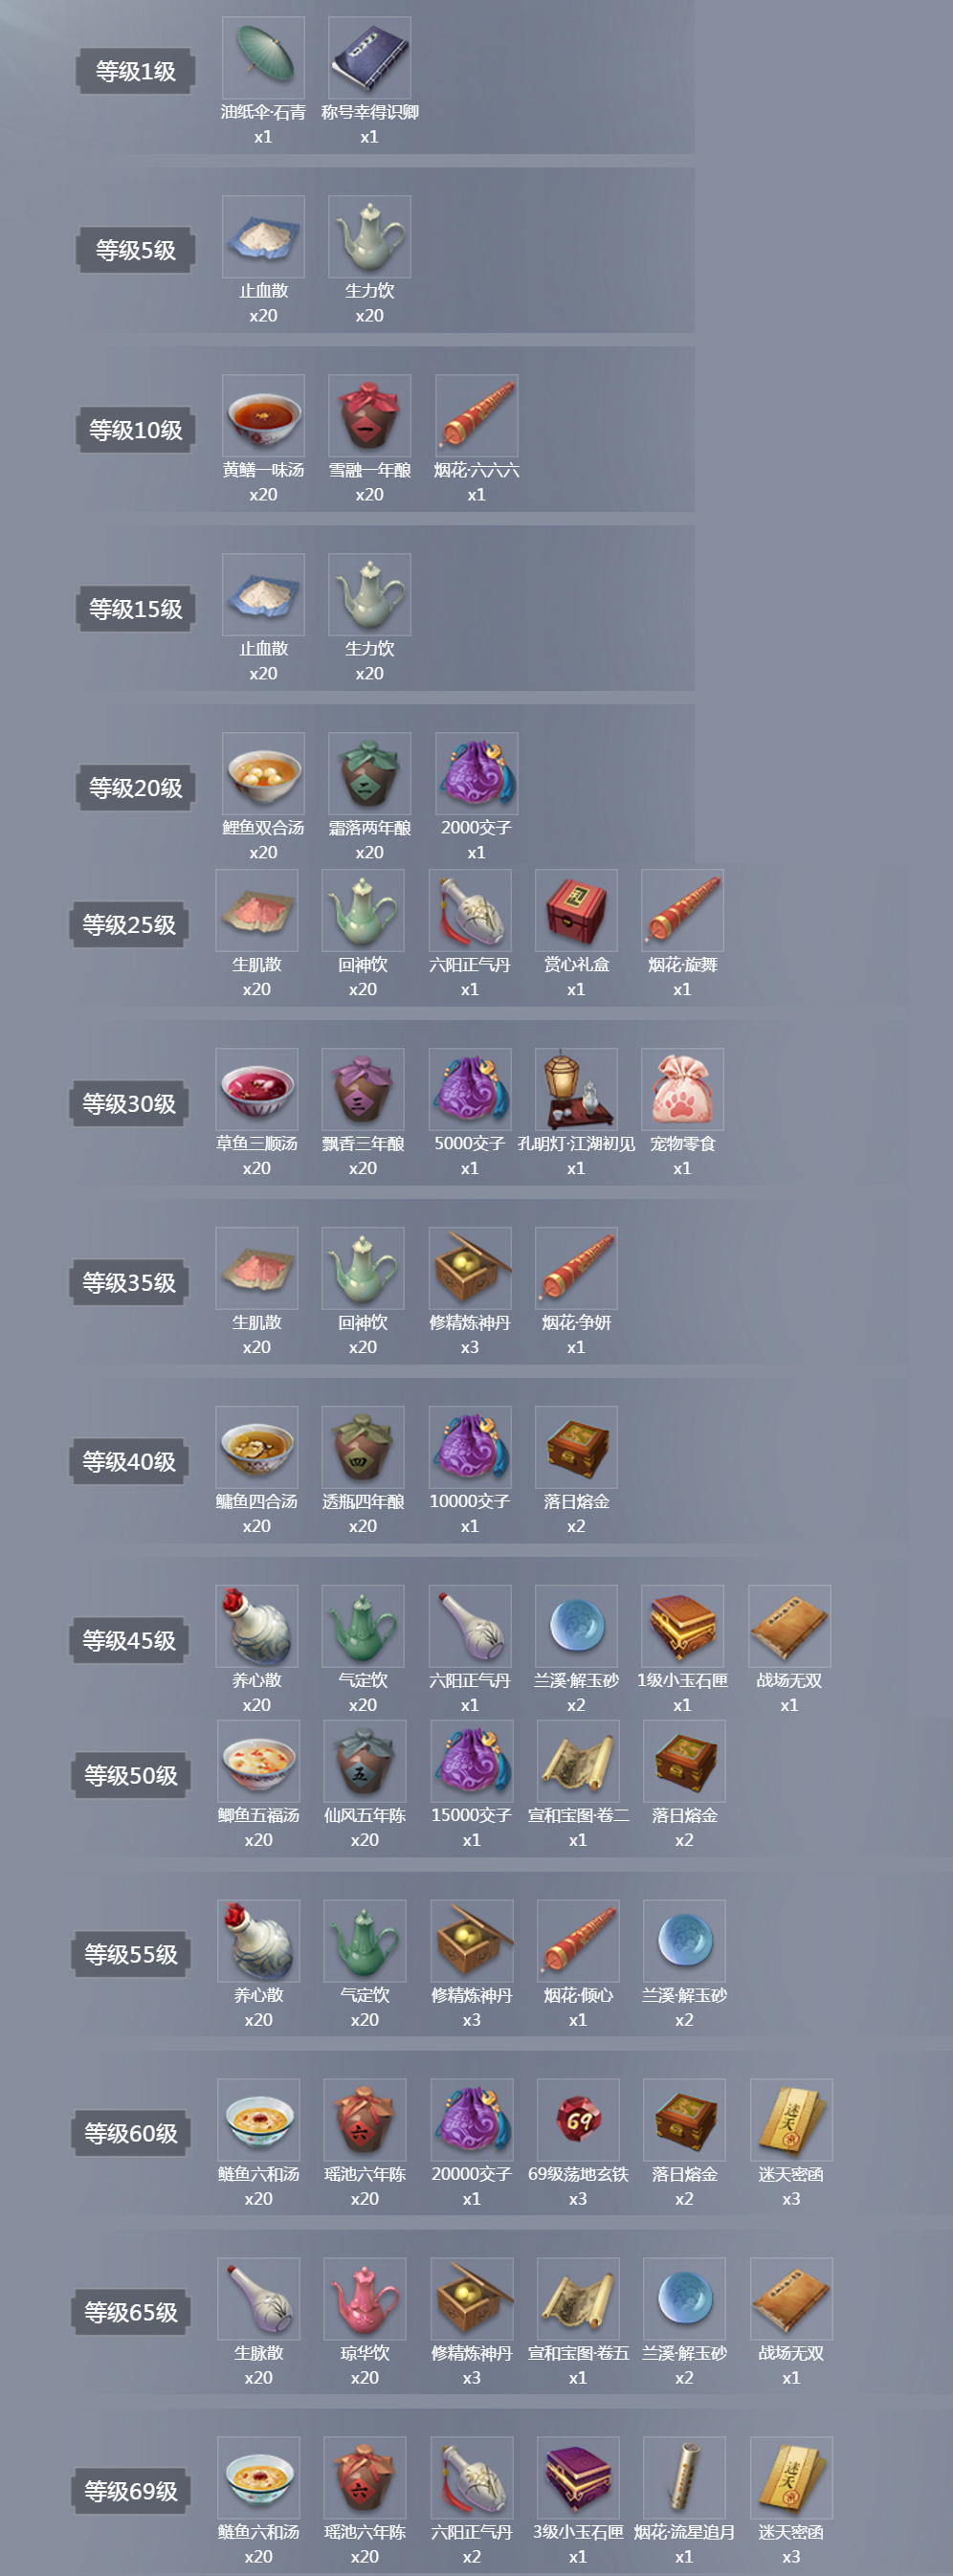 等级1级
油纸伞·石青 称号幸得识卿
x1 x1
等级5级
止血散 生力饮
x20 x20
一
等级10级
黄鳝一味汤 雪融一年酿 烟花·六六六
x20 x20 x1
等级15级
止血散 生力饮
x20 x20
二
等级20级
鲤鱼双合汤 霜落两年酿 2000交子
x20 x20 x1
等级25级
生肌散 回神饮 六阳正气丹 赏心礼盒 烟花·旋舞
x20 x20 x1 x1 x1
三
等级30级
草鱼三顺汤 飘香三年酿 5000交子 孔明灯·江湖初见 宠物零食
x20 x20 x1 x1 x1
等级35级
生肌散 回神饮 修精炼神丹 烟花·争妍
x20 x20 x3 x1
四
等级40级
鳙鱼四合汤 透瓶四年酿 10000交子 落日熔金
x20 x20 x1 x2
等级45级
养心散 气定饮 六阳正气丹 兰溪·解玉砂 1级小玉石匣 战场无双
x20 x20 x1 x2 x1 x1
五
等级50级
鲫鱼五福汤 仙风五年陈 15000交子 宣和宝图·卷二 落日熔金
x20 x20 x1 x1 x2
等级55级
养心散 气定饮 修精炼神丹 烟花·倾心 兰溪·解玉砂
x20 x20 x3 x1 x2
六 69 迷天
等级60级
鲢鱼六和汤 瑶池六年陈 20000交子 69级荡地玄铁 落日熔金 迷天密函
x20 x20 x1 x3 x2 x3
等级65级
生脉散 琼华饮 修精炼神丹 宣和宝图·卷五 兰溪·解玉砂 战场无双
x20 x20 x3 x1 x2 x1
六 迷天
等级69级
鲢鱼六和汤 瑶池六年陈 六阳正气丹 3级小玉石匣 烟花·流星追月 迷天密函
x20 x20 x2 x1 x1 x3